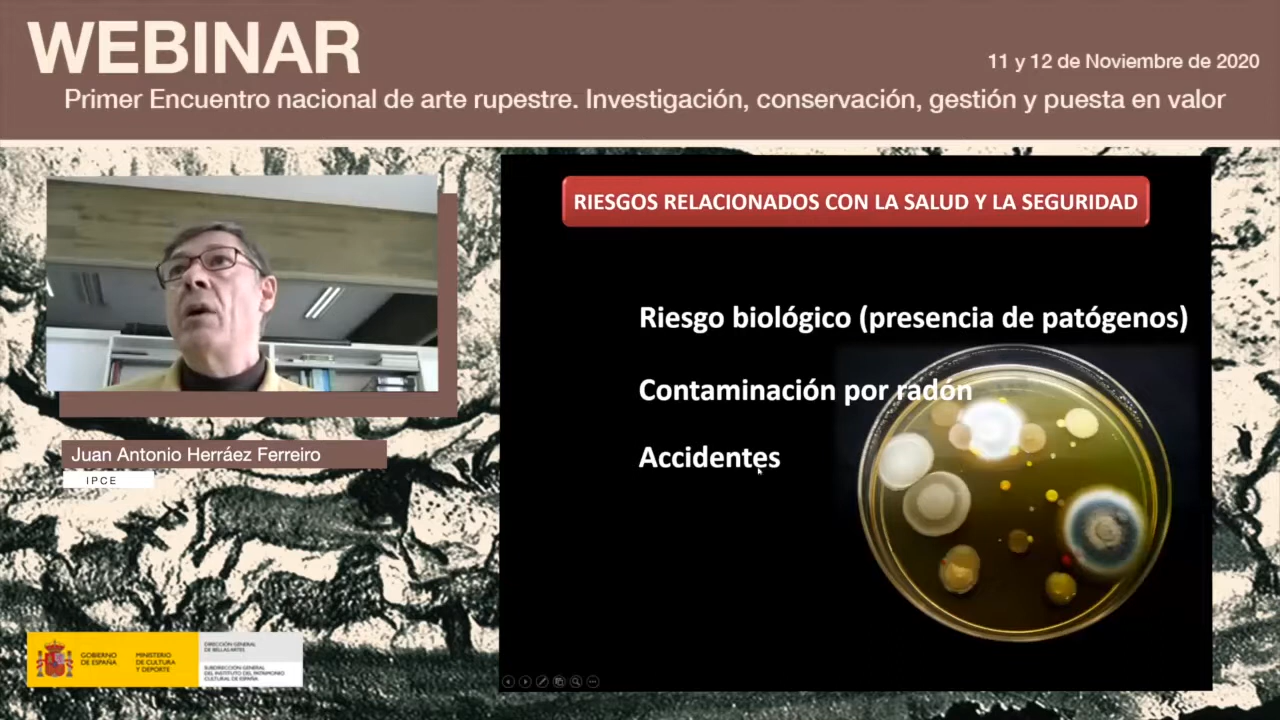 WEBINAR
11 y 12 de Noviembre de 2020
Primer Encuentro nacional de arte rupestre. Investigación, conservación, gestión y puesta en valor
RIESGOS RELACIONADOS CON LA SALUD Y LA SEGURIDAD
Riesgo biológico (presencia de patógenos)
Contaminación por radón
Accidentes
Juan Antonio Herráez Ferreiro
IPCE
GOBIERNO
DE ESPAÑA
MINISTERIO
DE CULTURA
Y DEPORTE
DIRECCIÓN GENERAL
DE BELLAS ARTES
SUBDIRECCIÓN GENERAL
DEL INSTITUTO DEL PATRIMONIO
CULTURAL DE ESPAÑA